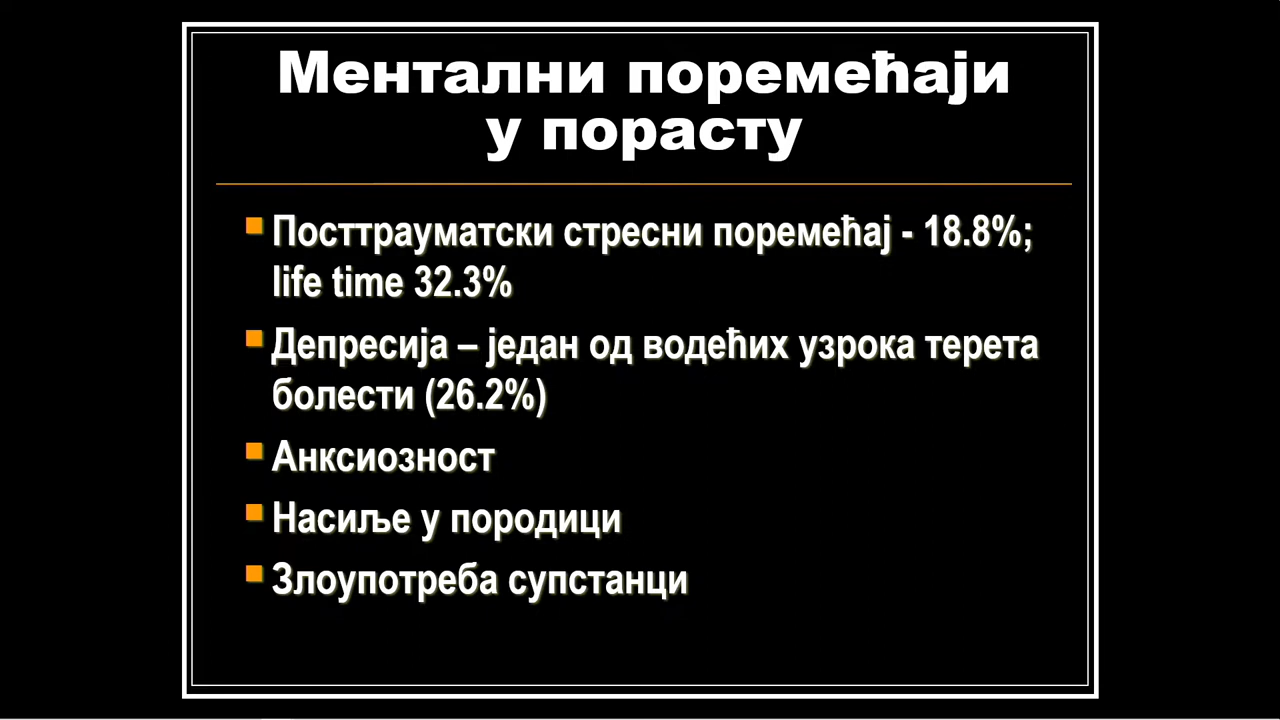 Ментални поремећаји
у порасту
Посттрауматски стресни поремећај - 18.8%;
life time 32.3%
Депресија – један од водећих узрока терета
болести (26.2%)
Анксиозност
Насиље у породици
Злоупотреба супстанци